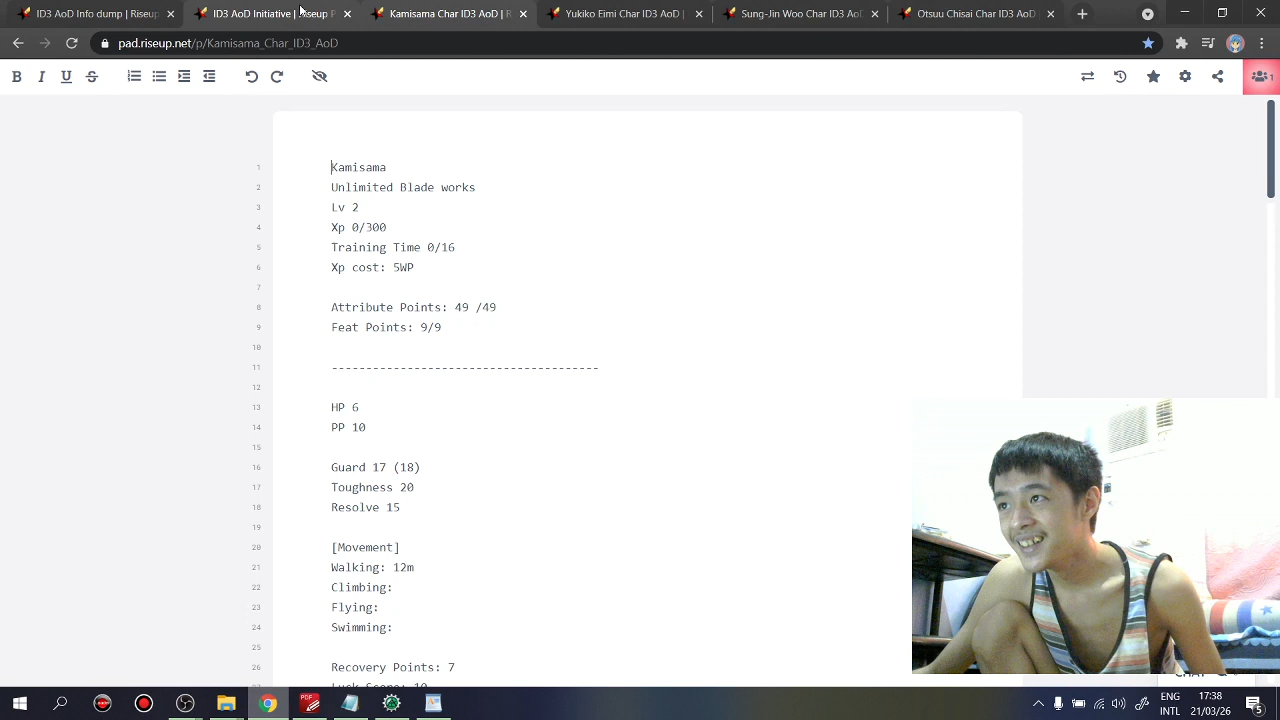 ID3 AoD Info dump | Riseup
ID3 AoD Initiative | Riseup P
Kamisama Char ID3 AoD | R
Yukiko Eimi Char ID3 AoD |
Sung-Jin Woo Char ID3 AoD
Otsuu Chisai Char ID3 AoD |
pad.riseup.net/p/Kamisama_Char_ID3_AoD
B I U S
1
1 Kamisama
2 Unlimited Blade works
3 Lv 2
4 Xp 0/300
5 Training Time 0/16
6 Xp cost: 5WP
7
8 Attribute Points: 49 /49
9 Feat Points: 9/9
10
11 ---------------------------------------
12
13 HP 6
14 PP 10
15
16 Guard 17 (18)
17 Toughness 20
18 Resolve 15
19
20 [Movement]
21 Walking: 12m
22 Climbing:
23 Flying:
24 Swimming:
25
26 Recovery Points: 7
PDF
ENG
INTL
17:38
21/03/26
5